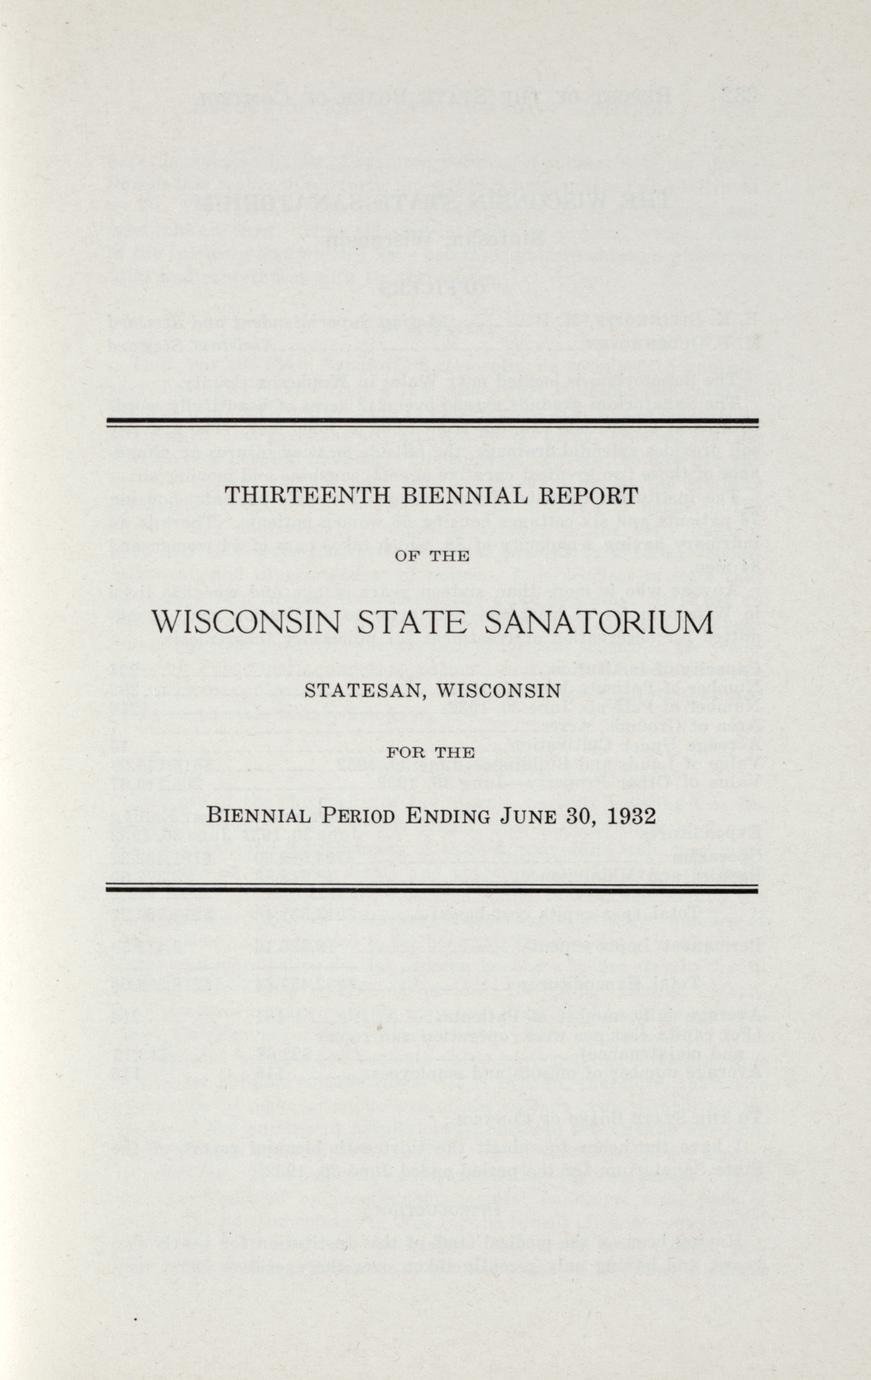 THIRTEENTH BIENNIAL REPORT
OF THE
WISCONSIN STATE SANATORIUM
STATESAN, WISCONSIN
FOR THE
BIENNIAL PERIOD ENDING JUNE 30, 1932